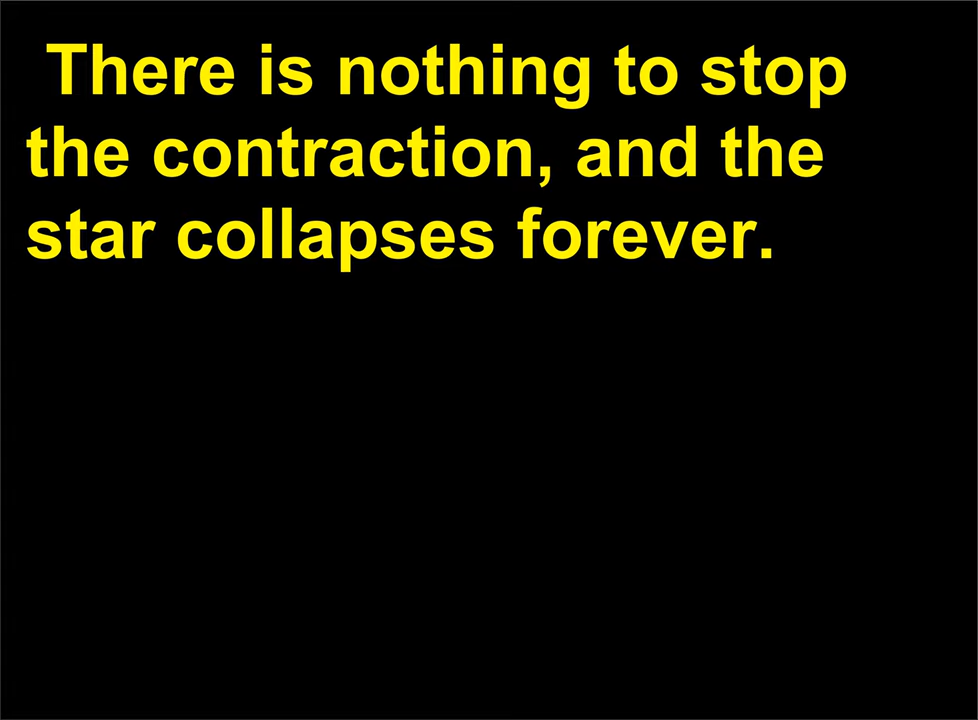 There is nothing to stop
the contraction, and the
star collapses forever.